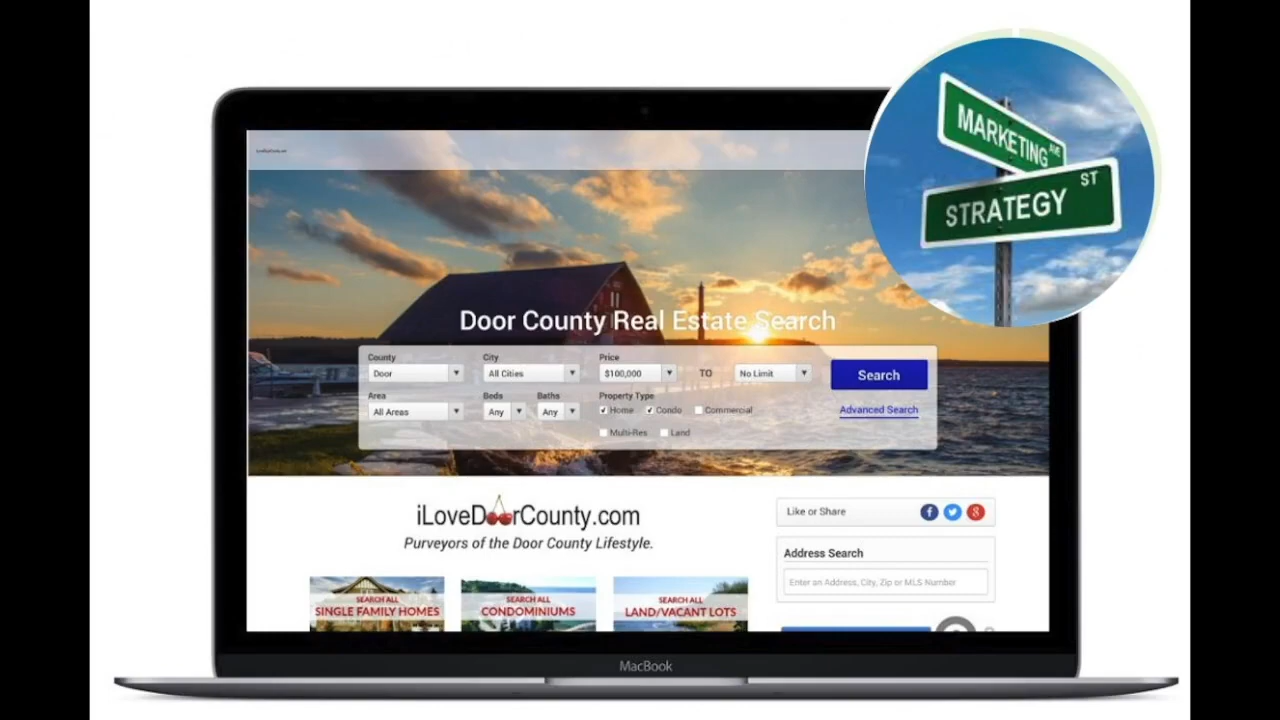 MARKETING AVE
STRATEGY ST
Door County Real Estate Search
County
City
Price
Door
All Cities
$100,000
TO
No Limit
Search
Area
Beds
Baths
Property Type
All Areas
Any
Any
Home
Condo
Commercial
Advanced Search
Multi-Res
Land
iLoveDoorCounty.com
Purveyors of the Door County Lifestyle.
Like or Share
Address Search
Enter an Address, City, Zip or MLS Number
SEARCH ALL
SINGLE FAMILY HOMES
SEARCH ALL
CONDOMINIUMS
SEARCH ALL
LAND/VACANT LOTS
MacBook